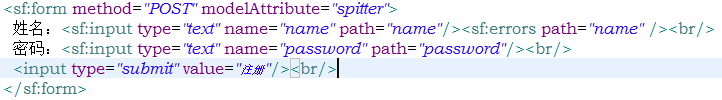 <sf:form method="POST" modelAttribute="spitter">
姓名：<sf:input type="text" name="name" path="name"/><sf:errors path="name" /><br/>
密码：<sf:input type="text" name="password" path="password"/><br/>
<input type="submit" value="注册"/><br/>
</sf:form>